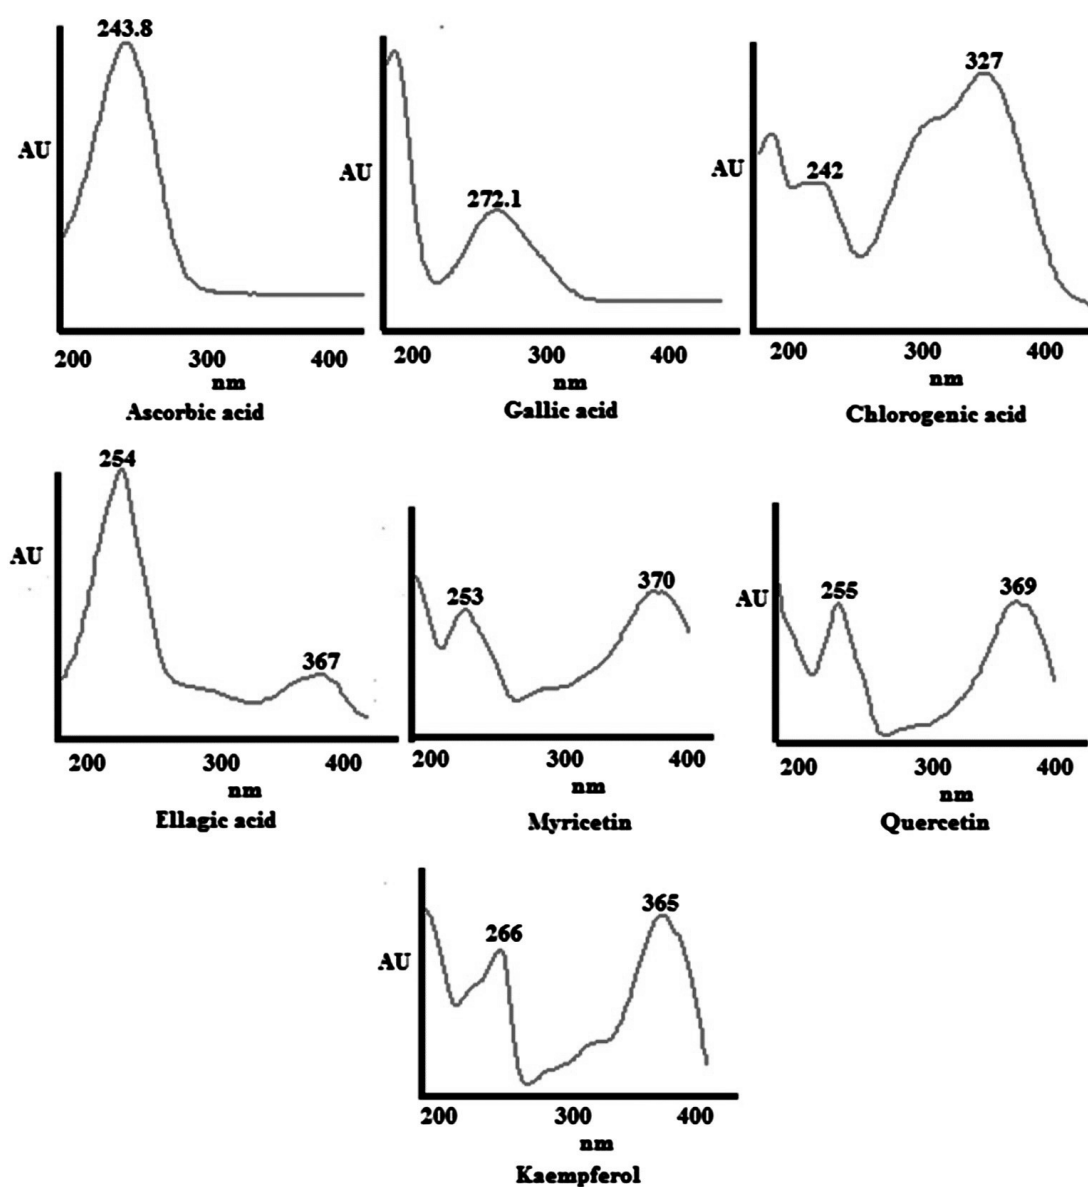 243.8
AU
200 300 400
nm
Ascorbic acid
272.1
AU
200 300 400
nm
Gallic acid
327
242
AU
200 300 400
nm
Chlorogenic acid
254
367
AU
200 300 400
nm
Ellagic acid
253
370
200 300 400
nm
Myricetin
255
369
AU
200 300 400
nm
Quercetin
266
365
AU
200 300 400
nm
Kaempferol